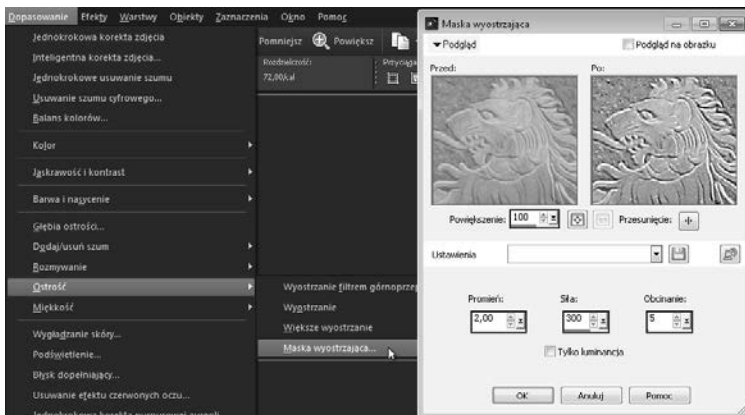 Dopasowanie Efekty Warstwy Obiekty Zaznaczenia Okno Pomoc
Jednokrokowa korekta zdjęcia
Inteligentna korekta zdjęcia...
Jednokrokowe usuwanie szumu
Usuwanie szumu cyfrowego...
Balans kolorów...
Kolor
Jaskrawość i kontrast
Barwa i nasycenie
Głębia ostrości...
Dodaj/usuń szum
Rozmywanie
Ostrość
Miękkość
Wygładzanie skóry...
Podświetlenie...
Błysk dopełniający...
Usuwanie efektu czerwonych oczu...
Jednokrokowa korekta
Pomniejsz Powiększ
Rozdzielczość:
72,00/cal
Przyciąga
Wyostrzanie filtrem górnoprzep
Wyostrzanie
Większe wyostrzanie
Maska wyostrzająca...
Maska wyostrzająca
Podgląd Podgląd na obrazku
Przed: Po:
Powiększenie: 100 Przesunięcie:
Ustawienia
Promień: Siła: Obcinanie:
2,00 300 5
Tylko luminancja
OK Anuluj Pomoc